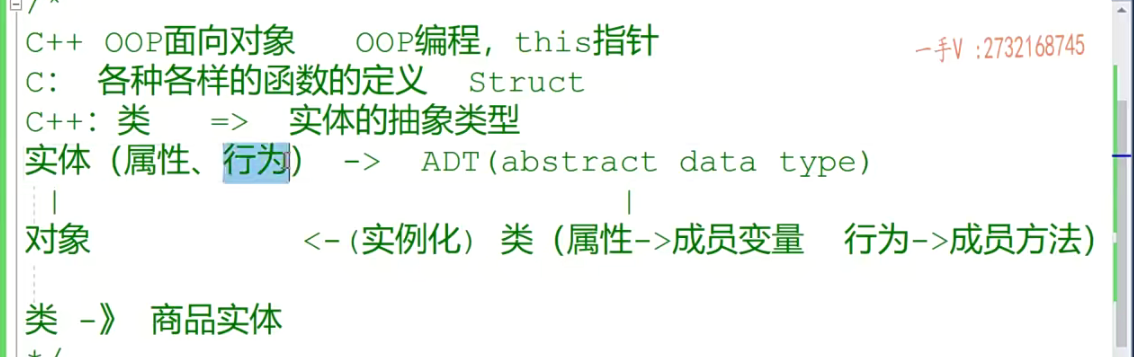 /*
C++ OOP面向对象 OOP编程，this指针
一手V :2732168745
C： 各种各样的函数的定义 Struct
C++：类 => 实体的抽象类型
实体（属性、行为） -> ADT(abstract data type)
| |
对象 <-(实例化) 类（属性->成员变量 行为->成员方法）
类 -》 商品实体
*/